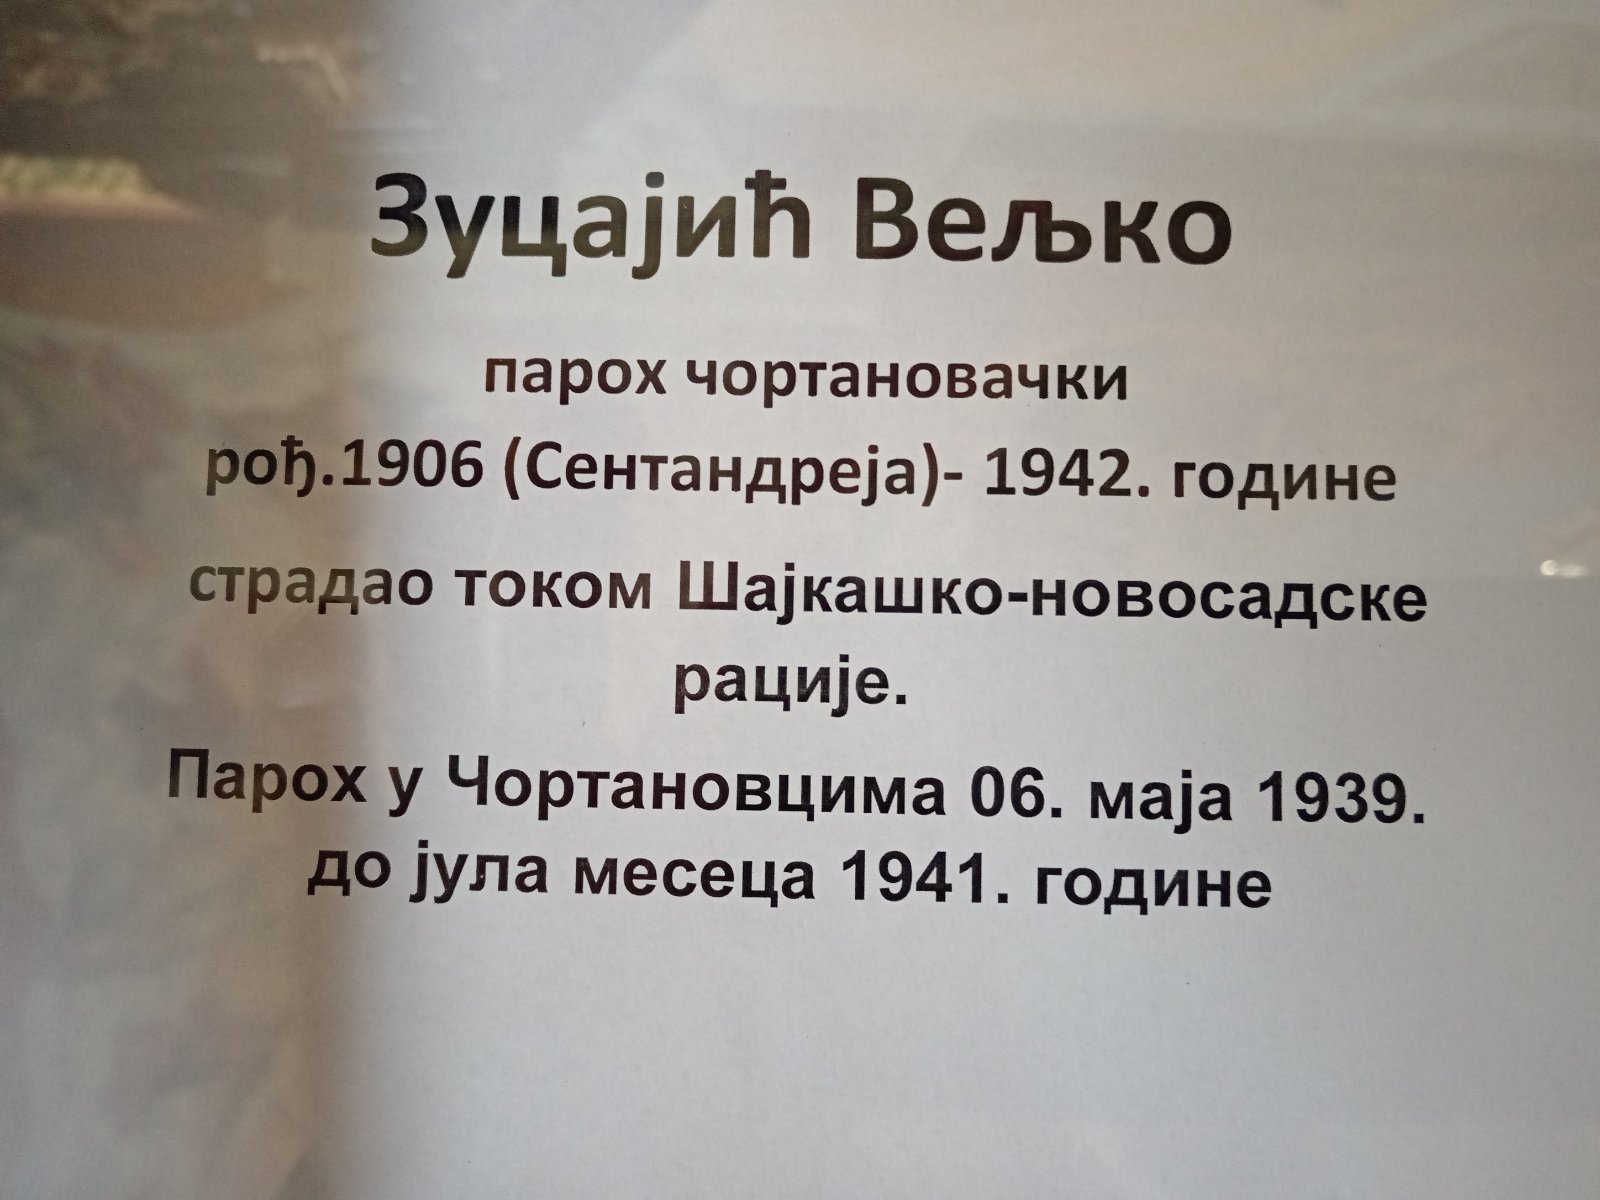 Зуцајић Вељко
парох чортановачки
рођ.1906 (Сентандреја)- 1942. године
страдао током Шајкашко-новосадске
рације.
Парох у Чортановцима 06. маја 1939.
до јула месеца 1941. године